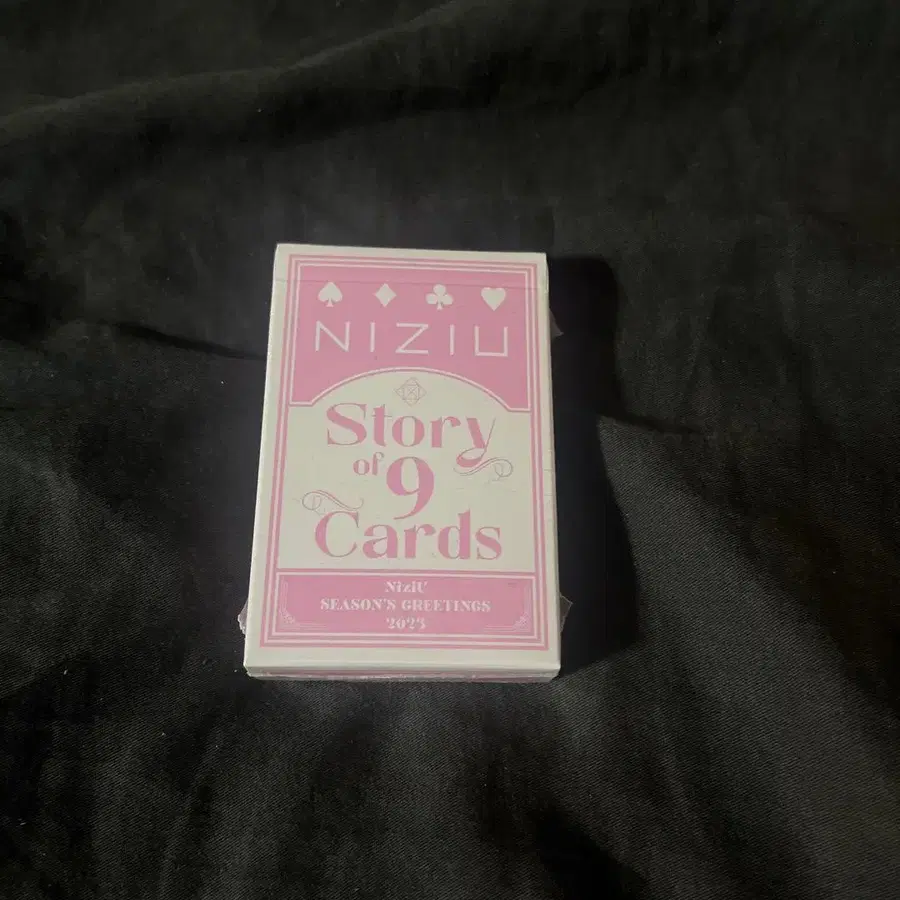 NIZIU
Story
of 9
Cards
NiziU
SEASON'S GREETINGS
2023